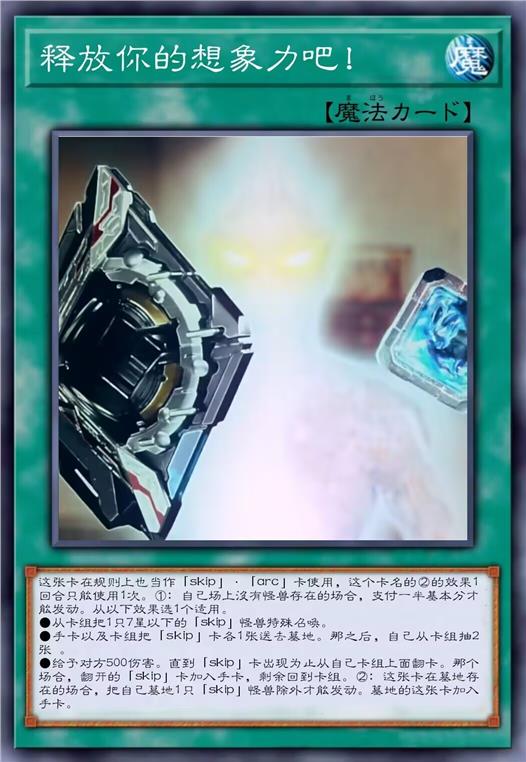 释放你的想象力吧！
魔
【魔法カード】
ま ほう
这张卡在规则上也当作「skip」·「arc」卡使用，这个卡名的②的效果1
回合只能使用1次。①：自己场上没有怪兽存在的场合，支付一半基本分才
能发动。从以下效果选1个适用。
●从卡组把1只7星以下的「skip」怪兽特殊召唤。
●手卡以及卡组把「skip」卡各1张送去墓地。那之后，自己从卡组抽2
张 。
●给予对方500伤害。直到「skip」卡出现为止从自己卡组上面翻卡。那个
场合，翻开的「skip」卡加入手卡，剩余回到卡组。②：这张卡在墓地存
在的场合，把自己墓地1只「skip」怪兽除外才能发动。墓地的这张卡加入
手卡。